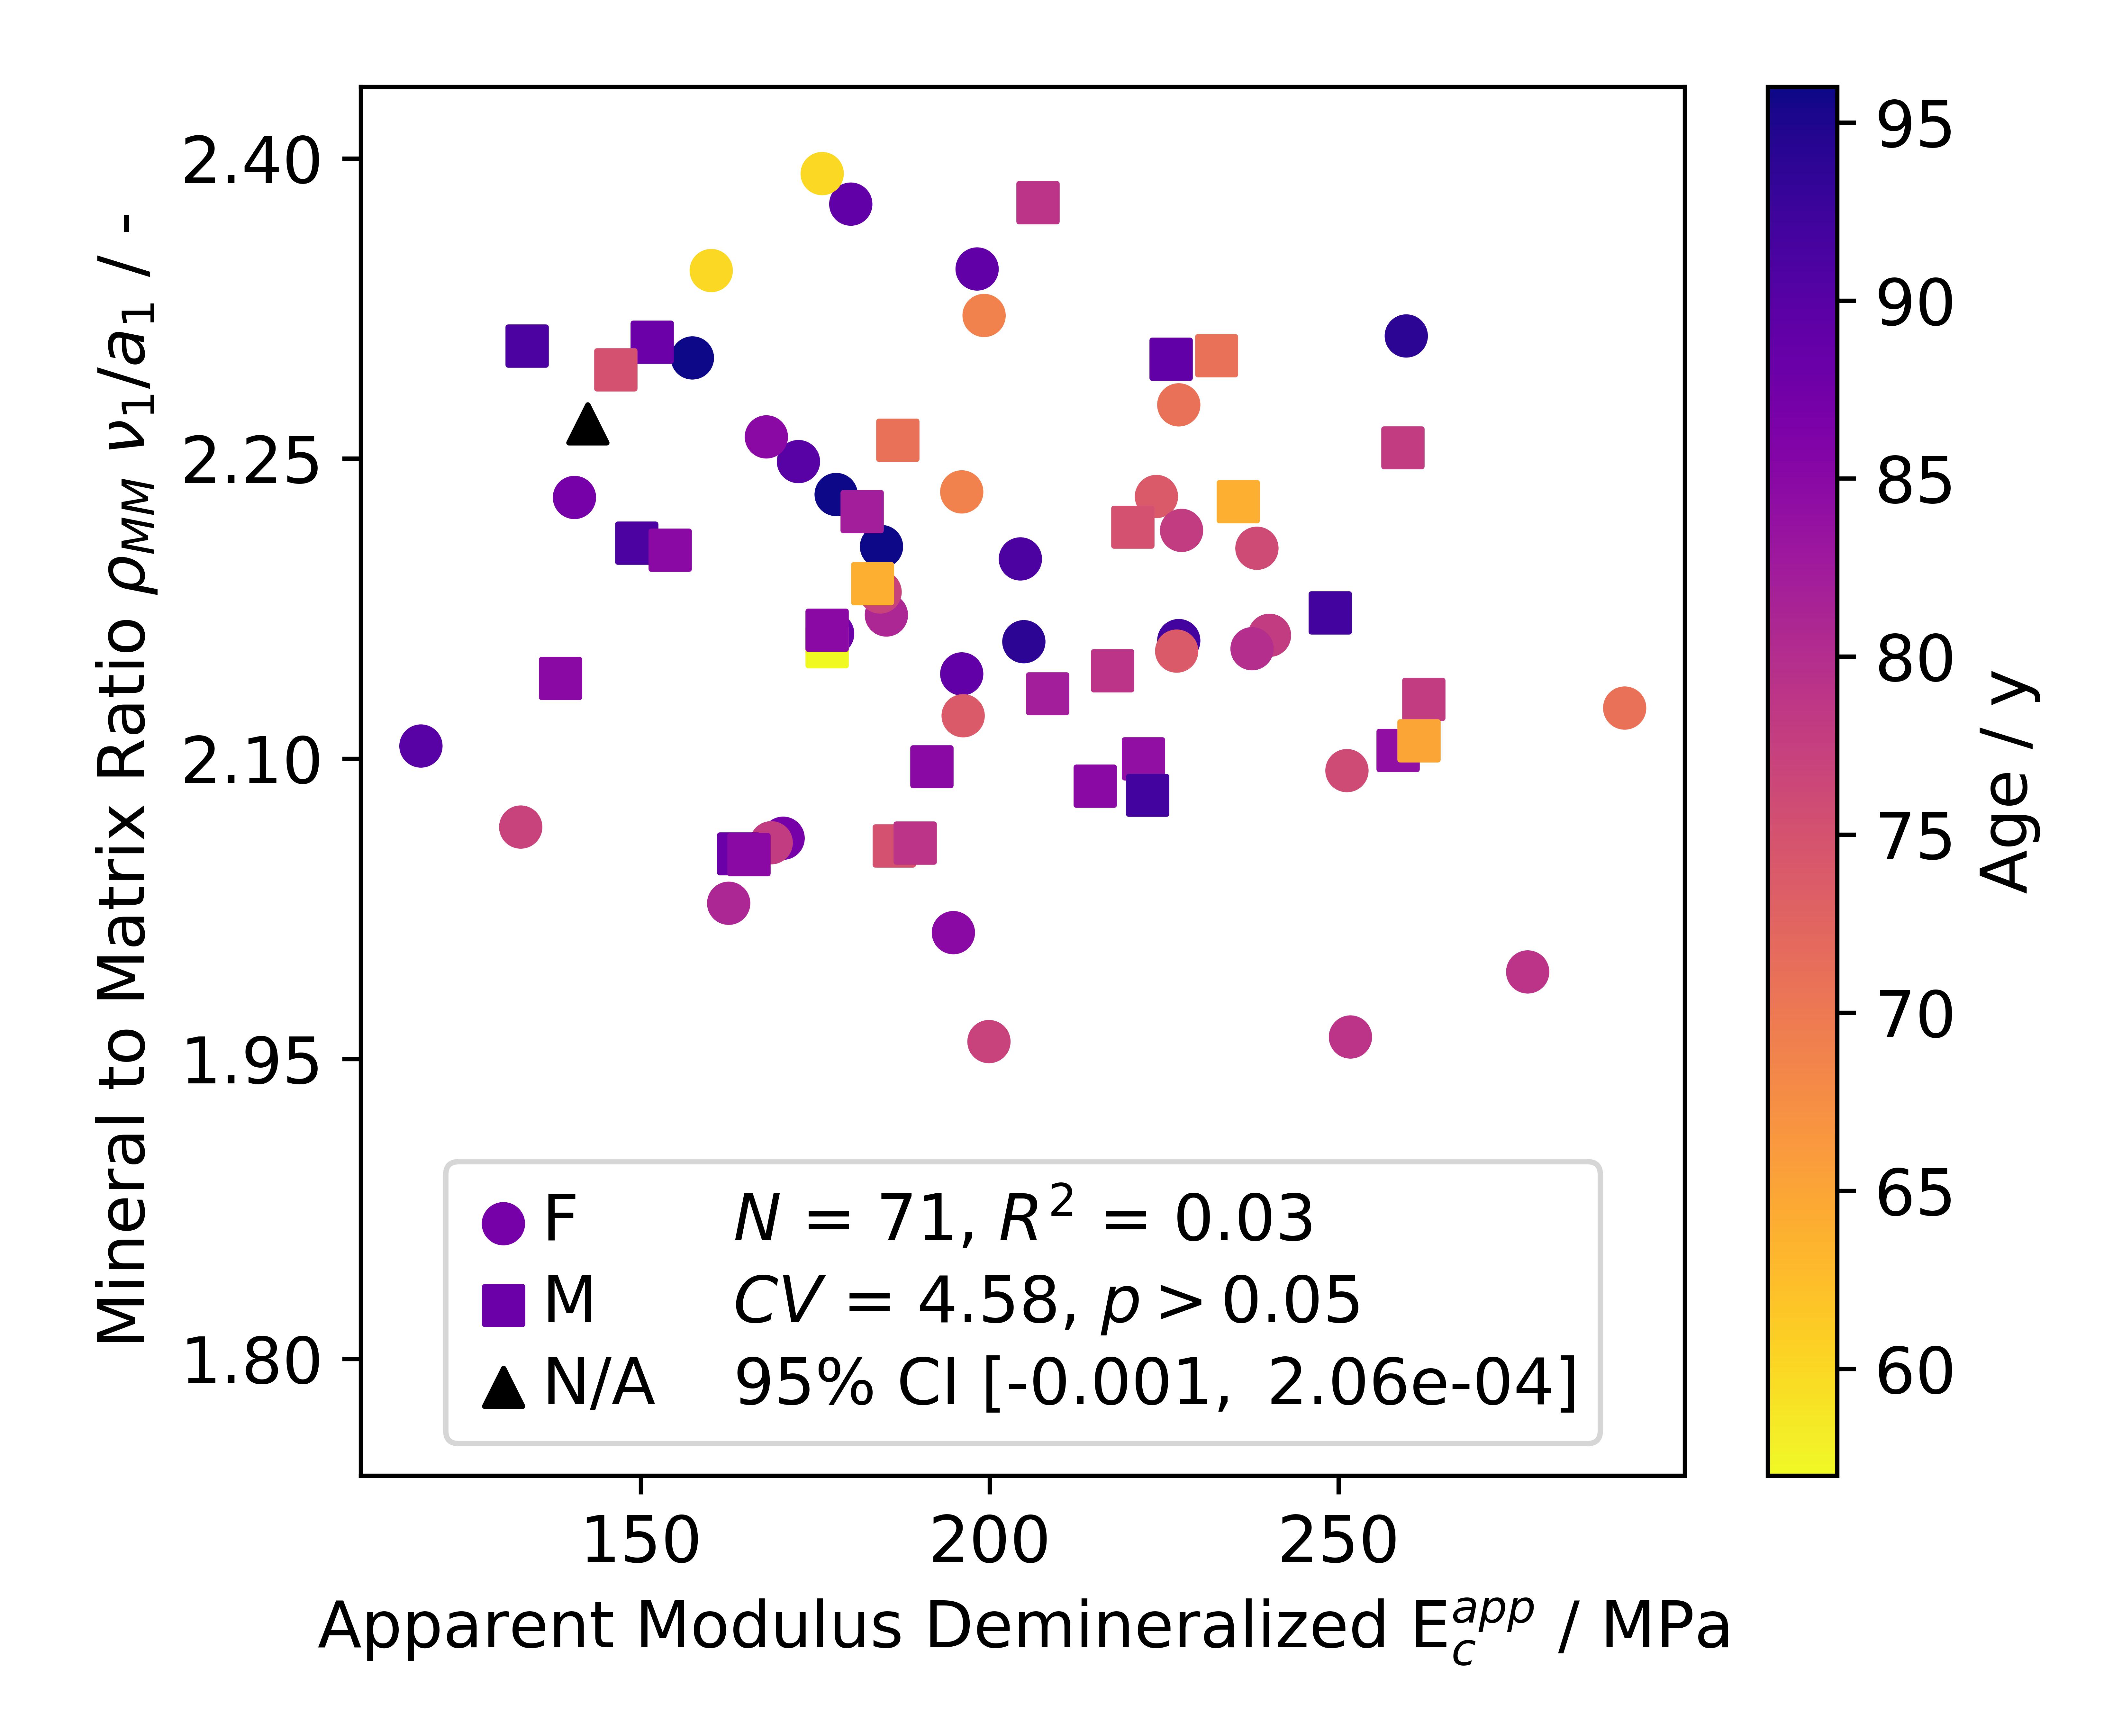 Mineral to Matrix Ratio ρMM ν1/a1 / -
2.40
2.25
2.10
1.95
1.80
F N = 71, R² = 0.03
M CV = 4.58, p > 0.05
N/A 95% CI [-0.001, 2.06e-04]
150 200 250
Apparent Modulus Demineralized E_c^app / MPa
95
90
85
80
75
70
65
60
Age / y